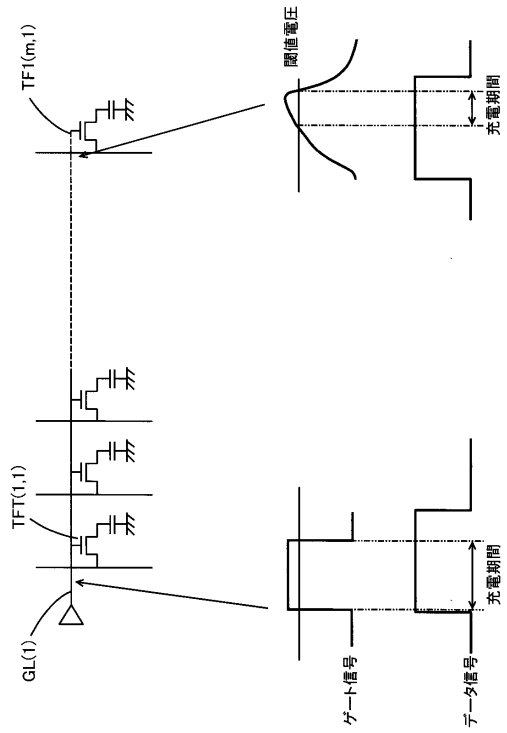 GL(1)
TFT(1,1)
TF1(m,1)
ゲート信号
閾値電圧
データ信号
充電期間
充電期間